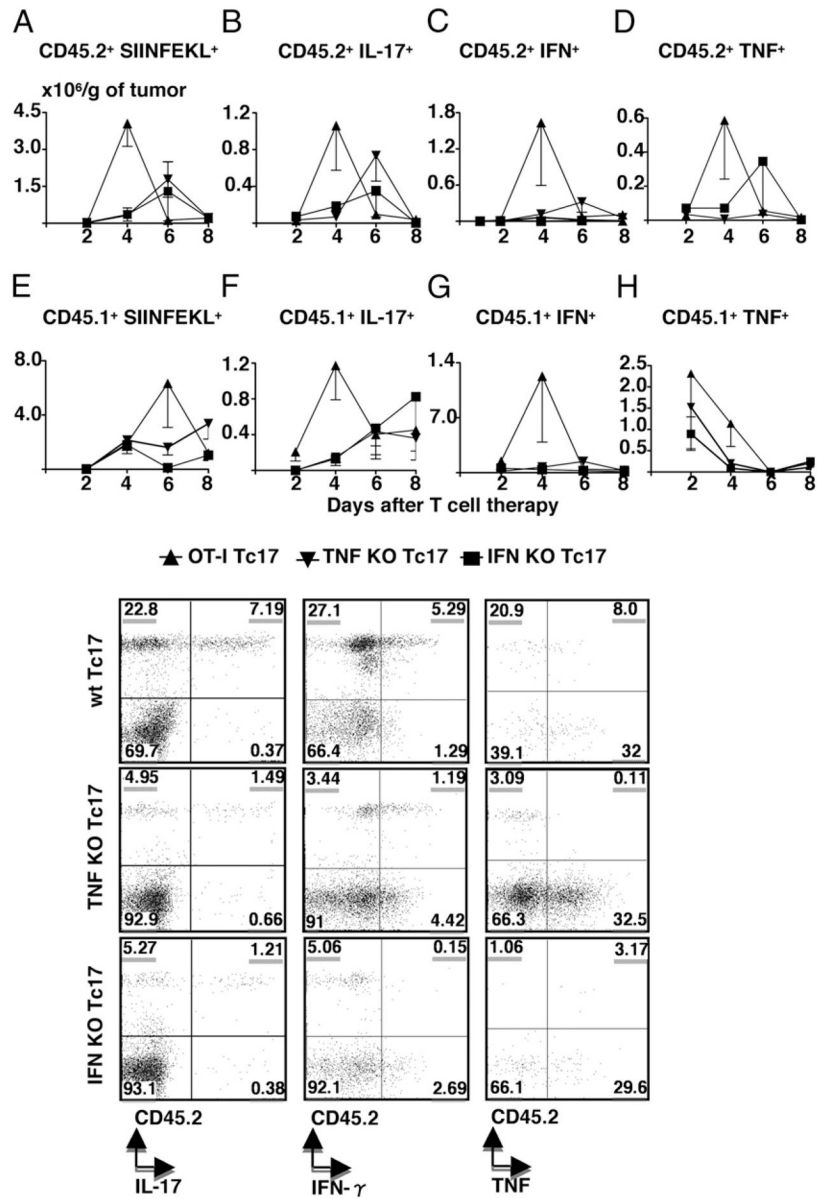 A B C D
CD45.2+ SIINFEKL+ CD45.2+ IL-17+ CD45.2+ IFN+ CD45.2+ TNF+
x10⁶/g of tumor
4.5 3.0 1.5
2 4 6 8
1.2 0.8 0.4
2 4 6 8
1.8 1.2 0.6
2 4 6 8
0.6 0.4 0.2
2 4 6 8
E F G H
CD45.1+ SIINFEKL+ CD45.1+ IL-17+ CD45.1+ IFN+ CD45.1+ TNF+
8.0 4.0
2 4 6 8
1.2 0.8 0.4
2 4 6 8
1.4 7.0
2 4 6 8
2.5 2.0 1.5 1.0 0.5
2 4 6 8
Days after T cell therapy
OT-I Tc17 TNF KO Tc17 IFN KO Tc17
wt Tc17
22.8 7.19 27.1 5.29 20.9 8.0
69.7 0.37 66.4 1.29 39.1 32
TNF KO Tc17
4.95 1.49 3.44 1.19 3.09 0.11
92.9 0.66 91 4.42 66.3 32.5
IFN KO Tc17
5.27 1.21 5.06 0.15 1.06 3.17
93.1 0.38 92.1 2.69 66.1 29.6
CD45.2 CD45.2 CD45.2
IL-17 IFN-γ TNF